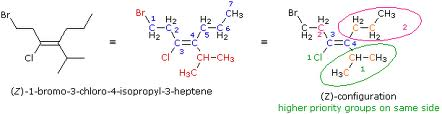 Br
Cl
=
Br
1
C
H2
H2
C
2
3
4
5
C
H2
H2
C
6
7
CH3
Cl
CH
CH3
H3C
=
Br
C
H2
H2
C
2
3
4
C
H2
H2
C
CH3
2
1 Cl
CH
CH3
H3C
1
(Z)-1-bromo-3-chloro-4-isopropyl-3-heptene
(Z)-configuration
higher priority groups on same side